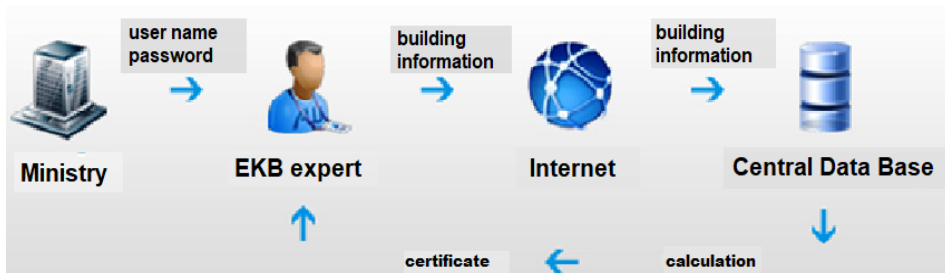 user name
password
building
information
building
information
Ministry
EKB expert
Internet
Central Data Base
certificate
calculation